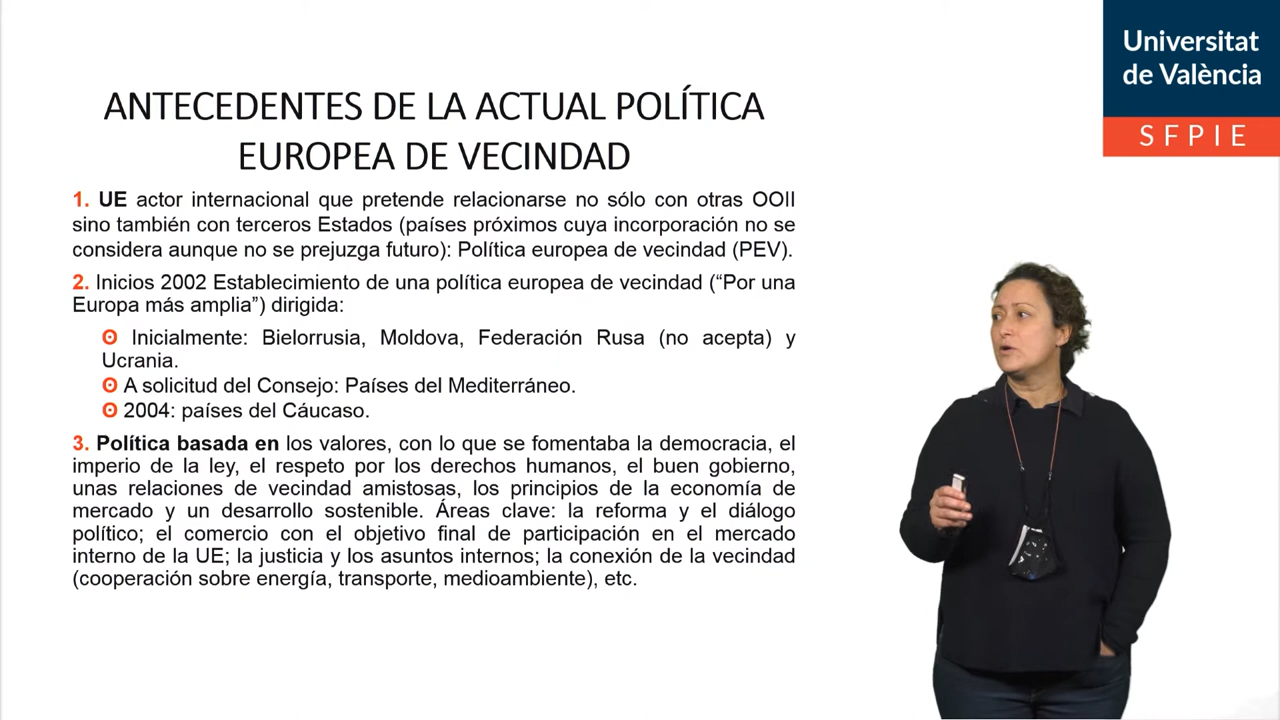 Universitat
de València
SFPIE
ANTECEDENTES DE LA ACTUAL POLÍTICA
EUROPEA DE VECINDAD
1. UE actor internacional que pretende relacionarse no sólo con otras OOII
sino también con terceros Estados (países próximos cuya incorporación no se
considera aunque no se prejuzga futuro): Política europea de vecindad (PEV).
2. Inicios 2002 Establecimiento de una política europea de vecindad (“Por una
Europa más amplia”) dirigida:
ʘ Inicialmente: Bielorrusia, Moldova, Federación Rusa (no acepta) y
Ucrania.
ʘ A solicitud del Consejo: Países del Mediterráneo.
ʘ 2004: países del Cáucaso.
3. Política basada en los valores, con lo que se fomentaba la democracia, el
imperio de la ley, el respeto por los derechos humanos, el buen gobierno,
unas relaciones de vecindad amistosas, los principios de la economía de
mercado y un desarrollo sostenible. Áreas clave: la reforma y el diálogo
político; el comercio con el objetivo final de participación en el mercado
interno de la UE; la justicia y los asuntos internos; la conexión de la vecindad
(cooperación sobre energía, transporte, medioambiente), etc.